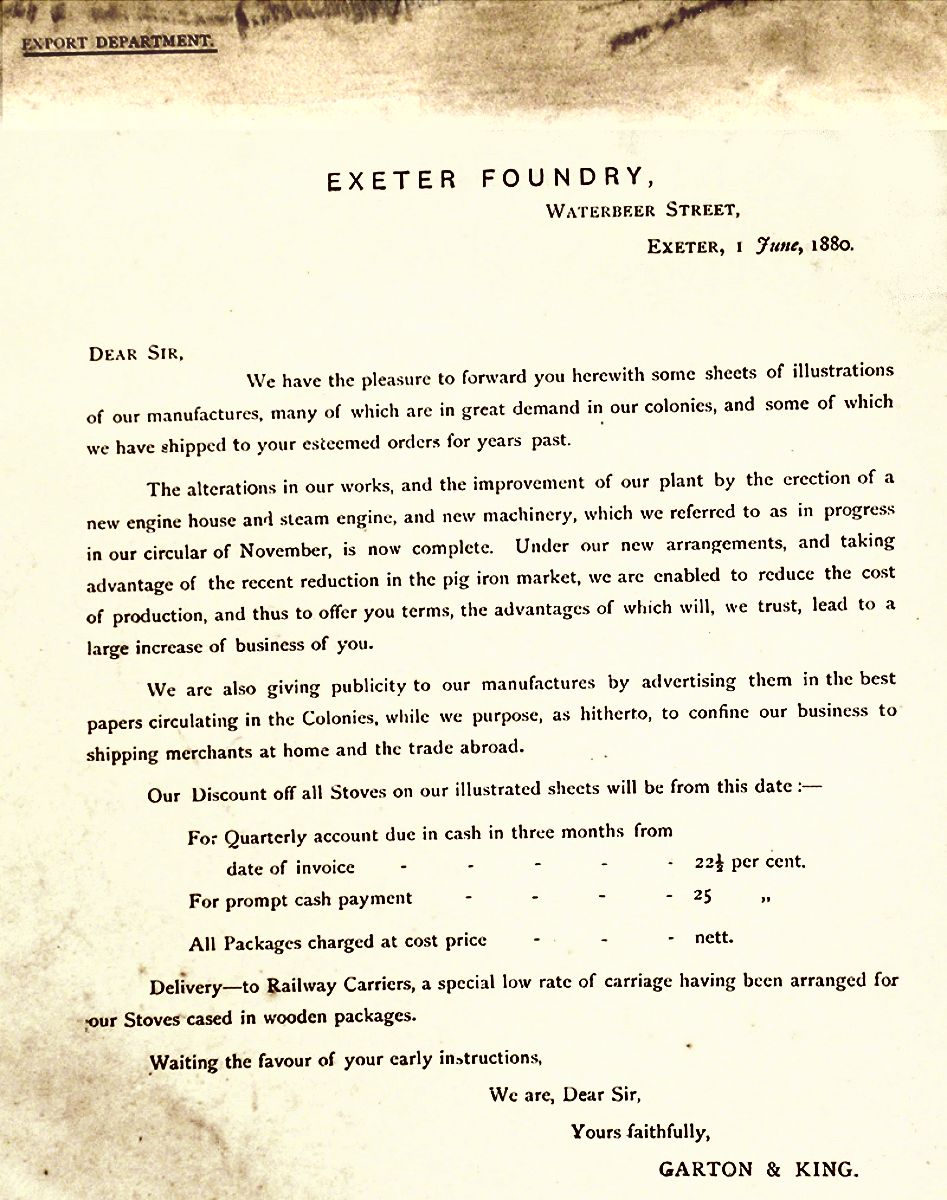 EXPORT DEPARTMENT.
EXETER FOUNDRY,
WATERBEER STREET,
EXETER, 1 June, 1880.
DEAR SIR,
We have the pleasure to forward you herewith some sheets of illustrations
of our manufactures, many of which are in great demand in our colonies, and some of which
we have shipped to your esteemed orders for years past.
The alterations in our works, and the improvement of our plant by the erection of a
new engine house and steam engine, and new machinery, which we referred to as in progress
in our circular of November, is now complete. Under our new arrangements, and taking
advantage of the recent reduction in the pig iron market, we are enabled to reduce the cost
of production, and thus to offer you terms, the advantages of which will, we trust, lead to a
large increase of business of you.
We are also giving publicity to our manufactures by advertising them in the best
papers circulating in the Colonies, while we purpose, as hitherto, to confine our business to
shipping merchants at home and the trade abroad.
Our Discount off all Stoves on our illustrated sheets will be from this date :—
For Quarterly account due in cash in three months from
date of invoice - - - - - 22½ per cent.
For prompt cash payment - - - - 25 „
All Packages charged at cost price - - - nett.
Delivery—to Railway Carriers, a special low rate of carriage having been arranged for
our Stoves cased in wooden packages.
Waiting the favour of your early instructions,
We are, Dear Sir,
Yours faithfully,
GARTON & KING.